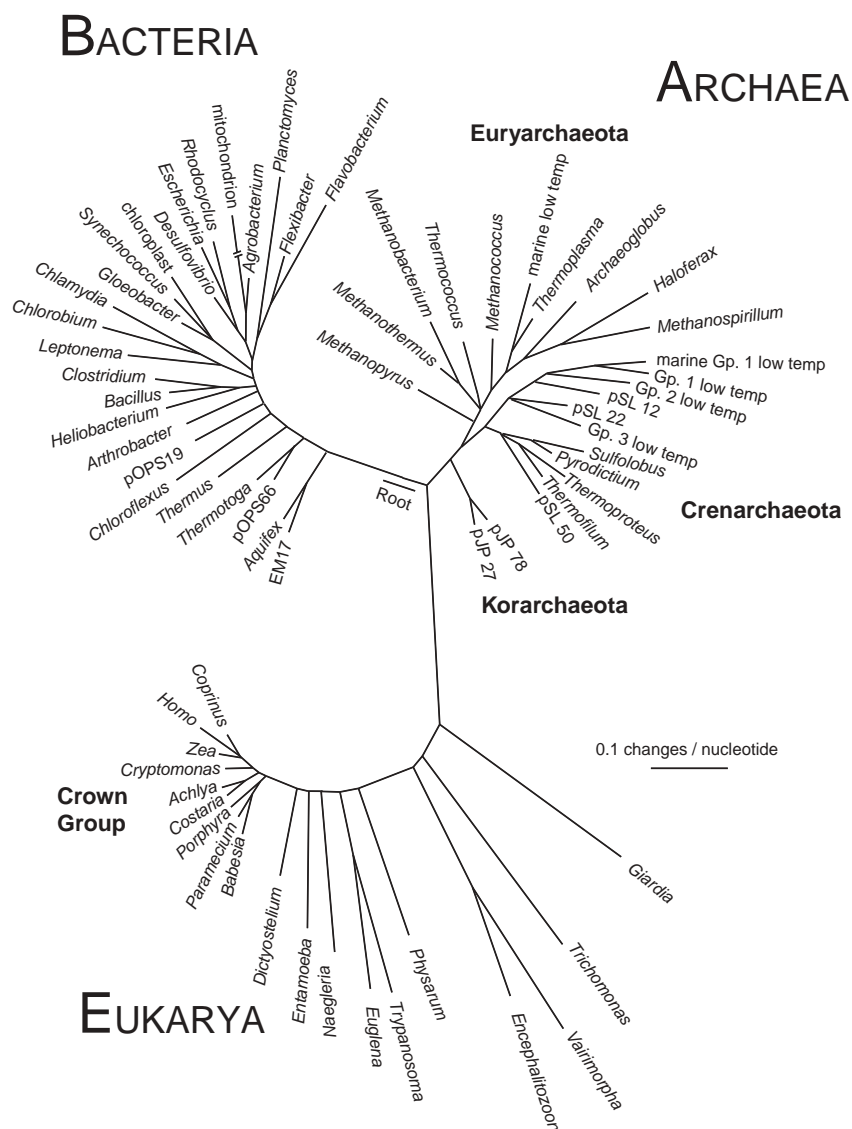 BACTERIA
ARCHAEA
Euryarchaeota
Planctomyces
Flavobacterium
mitochondrion
Rhodocyclus
Escherichia
Desulfovibrio
Agrobacterium
Flexibacter
chloroplast
Synechococcus
Gloeobacter
Chlamydia
Chlorobium
Leptonema
Clostridium
Bacillus
Heliobacterium
Arthrobacter
pOPS19
Chloroflexus
Thermus
Thermotoga
pOPS66
Aquifex
EM17
Root
Methanopyrus
Methanothermus
Methanobacterium
Thermococcus
Methanococcus
marine low temp
Thermoplasma
Archaeoglobus
Haloferax
Methanospirillum
marine Gp. 1 low temp
Gp. 1 low temp
Gp. 2 low temp
pSL 12
pSL 22
Gp. 3 low temp
Sulfolobus
Pyrodictium
Thermoproteus
Thermofilum
pSL 50
Crenarchaeota
pJP 78
pJP 27
Korarchaeota
Coprinus
Homo
Zea
Cryptomonas
Achlya
Costaria
Porphyra
Paramecium
Babesia
Crown
Group
0.1 changes / nucleotide
Dictyostelium
Entamoeba
Naegleria
Euglena
Trypanosoma
Physarum
Encephalitozoon
Vairimorpha
Trichomonas
Giardia
EUKARYA